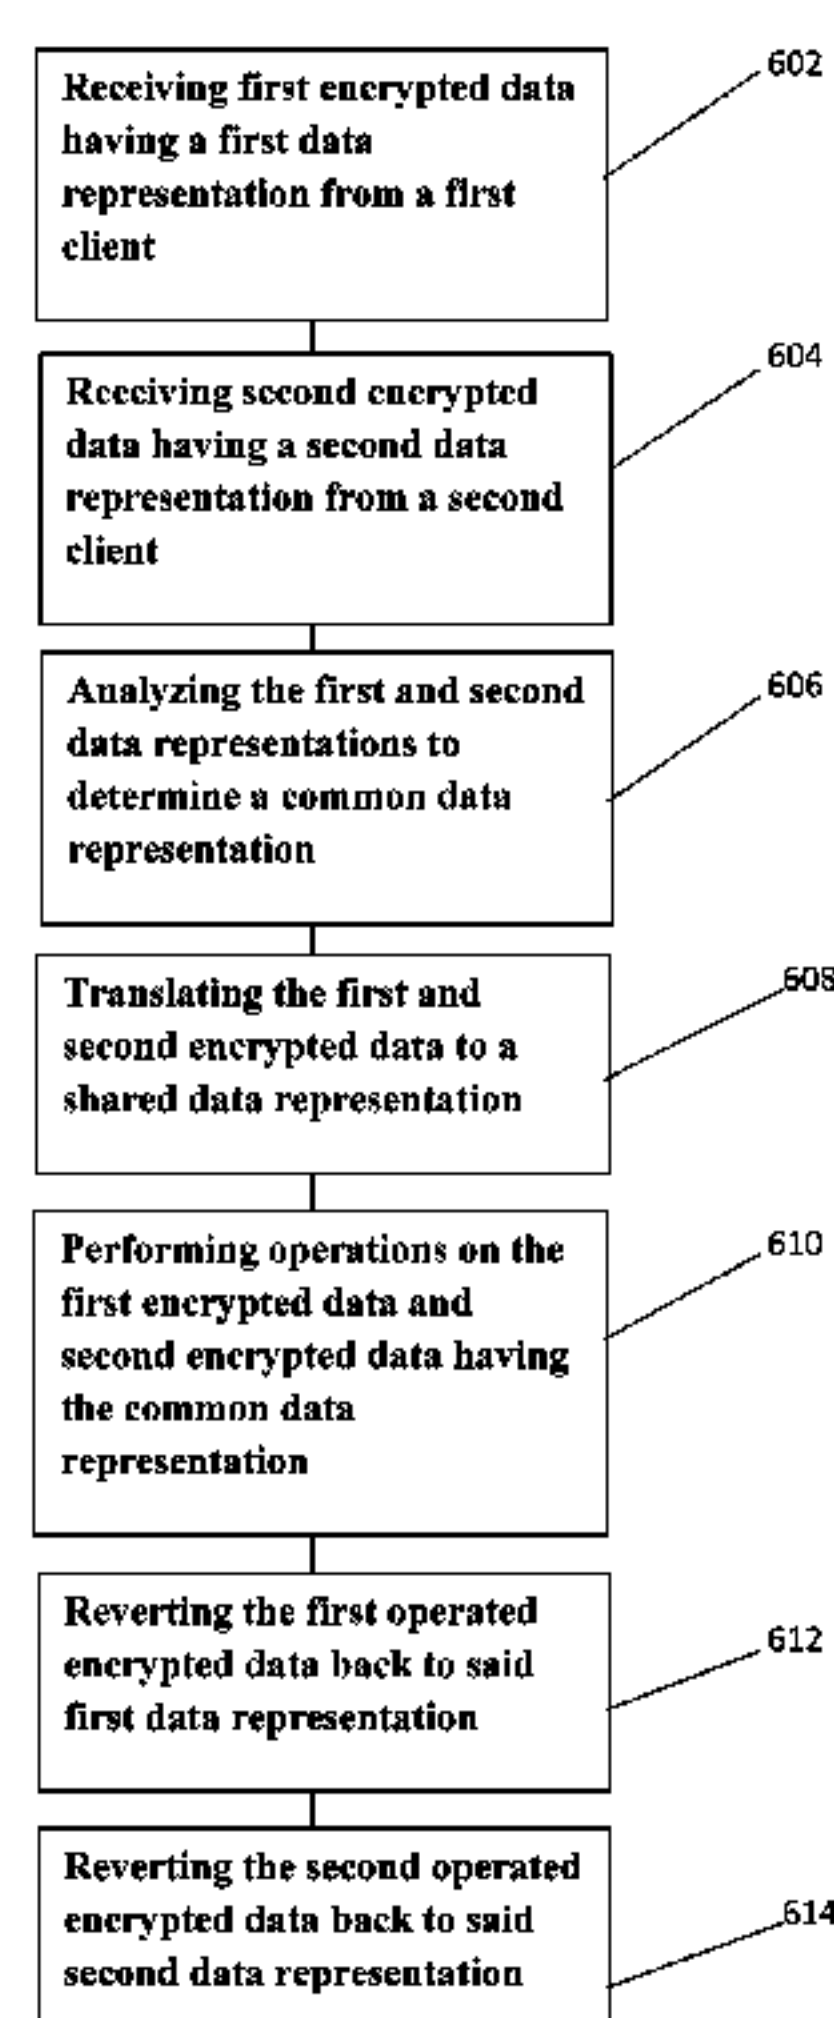 Receiving first encrypted data
602
having a first data
representation from a first
client
604
Receiving second encrypted
data having a second data
representation from a second
client
606
Analyzing the first and second
data representations to
determine a common data
representation
608
Translating the first and
second encrypted data to a
shared data representation
610
Performing operations on the
first encrypted data and
second encrypted data having
the common data
representation
612
Reverting the first operated
encrypted data back to said
first data representation
614
Reverting the second operated
encrypted data back to said
second data representation